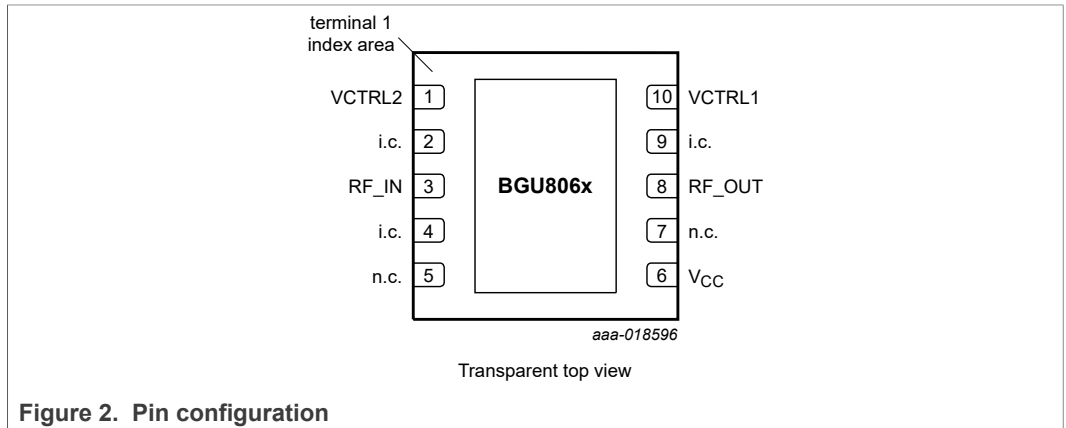 terminal 1
index area
VCTRL2 1 10 VCTRL1
i.c. 2 9 i.c.
RF_IN 3 BGU806x 8 RF_OUT
i.c. 4 7 n.c.
n.c. 5 6 VCC
aaa-018596
Transparent top view
Figure 2. Pin configuration